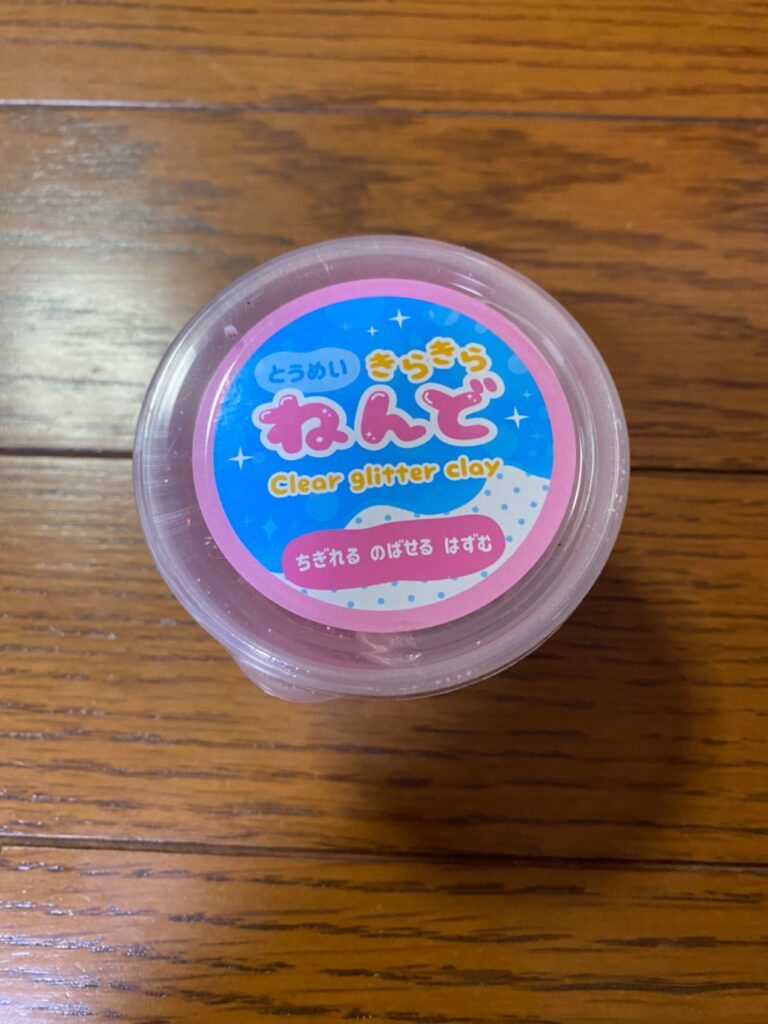 とうめい きらきら
ねんど
Clear glitter clay
ちぎれる のばせる はずむ